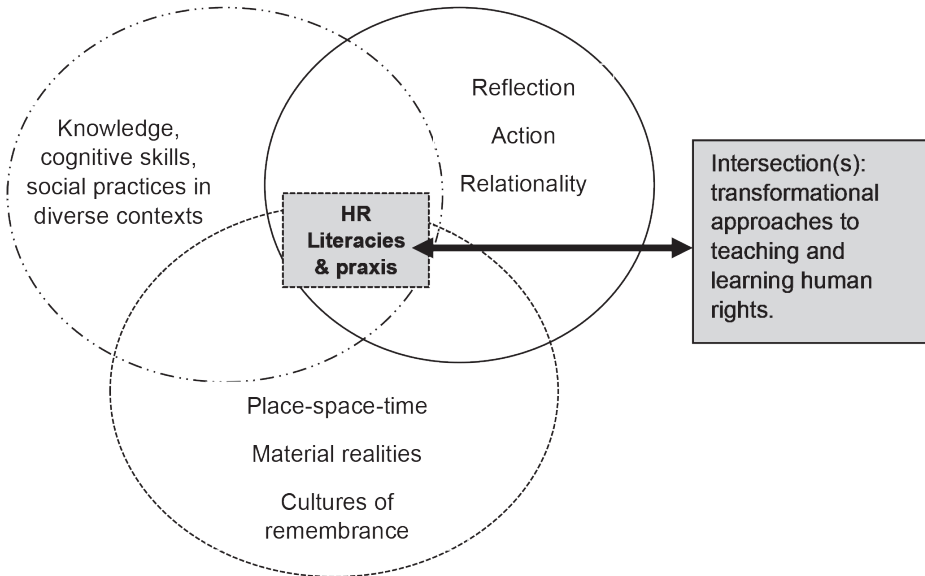 Knowledge,
cognitive skills,
social practices in
diverse contexts
Reflection
Action
Relationality
HR
Literacies
& praxis
Intersection(s):
transformational
approaches to
teaching and
learning human
rights.
Place-space-time
Material realities
Cultures of
remembrance